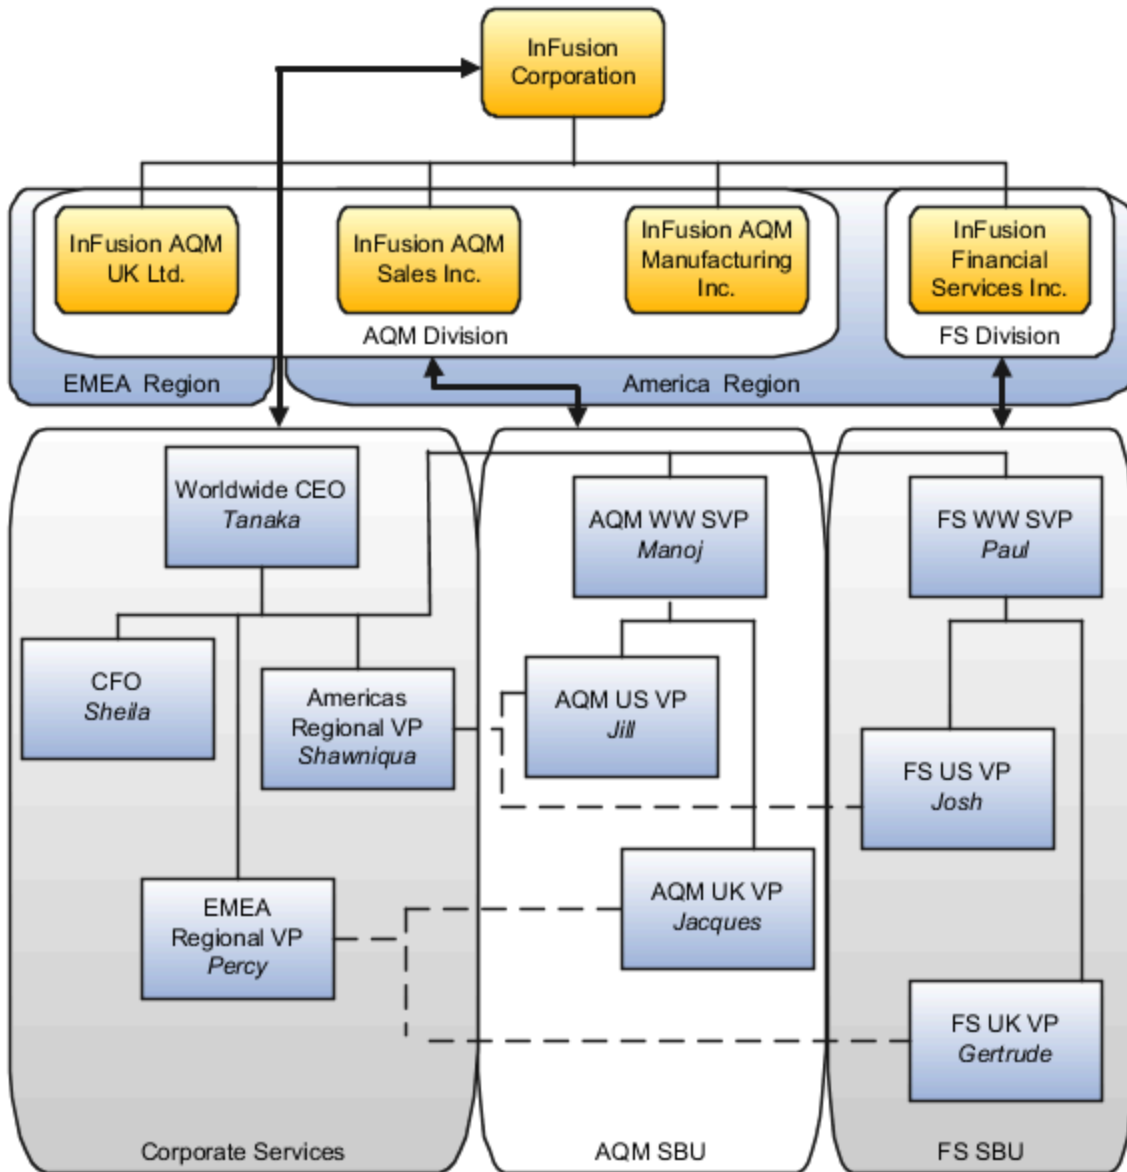 InFusion
Corporation
InFusion AQM
UK Ltd.
InFusion AQM
Sales Inc.
InFusion AQM
Manufacturing
Inc.
InFusion
Financial
Services Inc.
AQM Division
FS Division
EMEA Region
America Region
Worldwide CEO
Tanaka
AQM WW SVP
Manoj
FS WW SVP
Paul
CFO
Sheila
Americas
Regional VP
Shawniqua
AQM US VP
Jill
FS US VP
Josh
EMEA
Regional VP
Percy
AQM UK VP
Jacques
FS UK VP
Gertrude
Corporate Services
AQM SBU
FS SBU